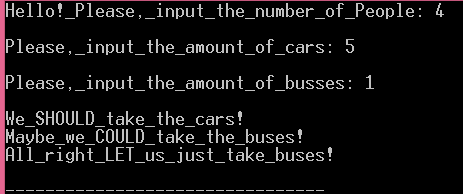 Hello!_Please,_input_the_number_of_People: 4
Please,_input_the_amount_of_cars: 5
Please,_input_the_amount_of_busses: 1
We_SHOULD_take_the_cars!
Maybe_we_COULD_take_the_buses!
All_right_LET_us_just_take_buses!
--------------------------------